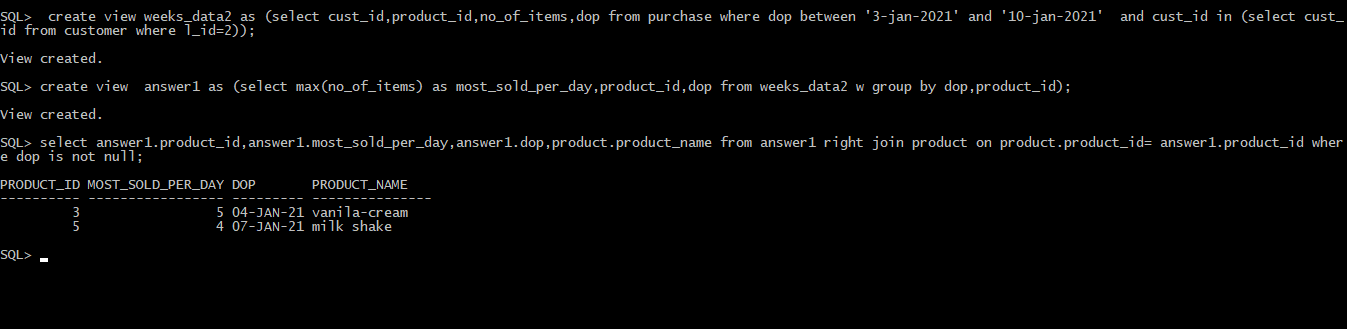 SQL>  create view weeks_data2 as (select cust_id,product_id,no_of_items,dop from purchase where dop between '3-jan-2021' and '10-jan-2021'  and cust_id in (select cust_
id from customer where l_id=2));
View created.
SQL> create view  answer1 as (select max(no_of_items) as most_sold_per_day,product_id,dop from weeks_data2 w group by dop,product_id);
View created.
SQL> select answer1.product_id,answer1.most_sold_per_day,answer1.dop,product.product_name from answer1 right join product on product.product_id= answer1.product_id wher
e dop is not null;
PRODUCT_ID MOST_SOLD_PER_DAY DOP       PRODUCT_NAME
---------- ----------------- --------- ---------------
         3                 5 04-JAN-21 vanila-cream
         5                 4 07-JAN-21 milk shake
SQL>